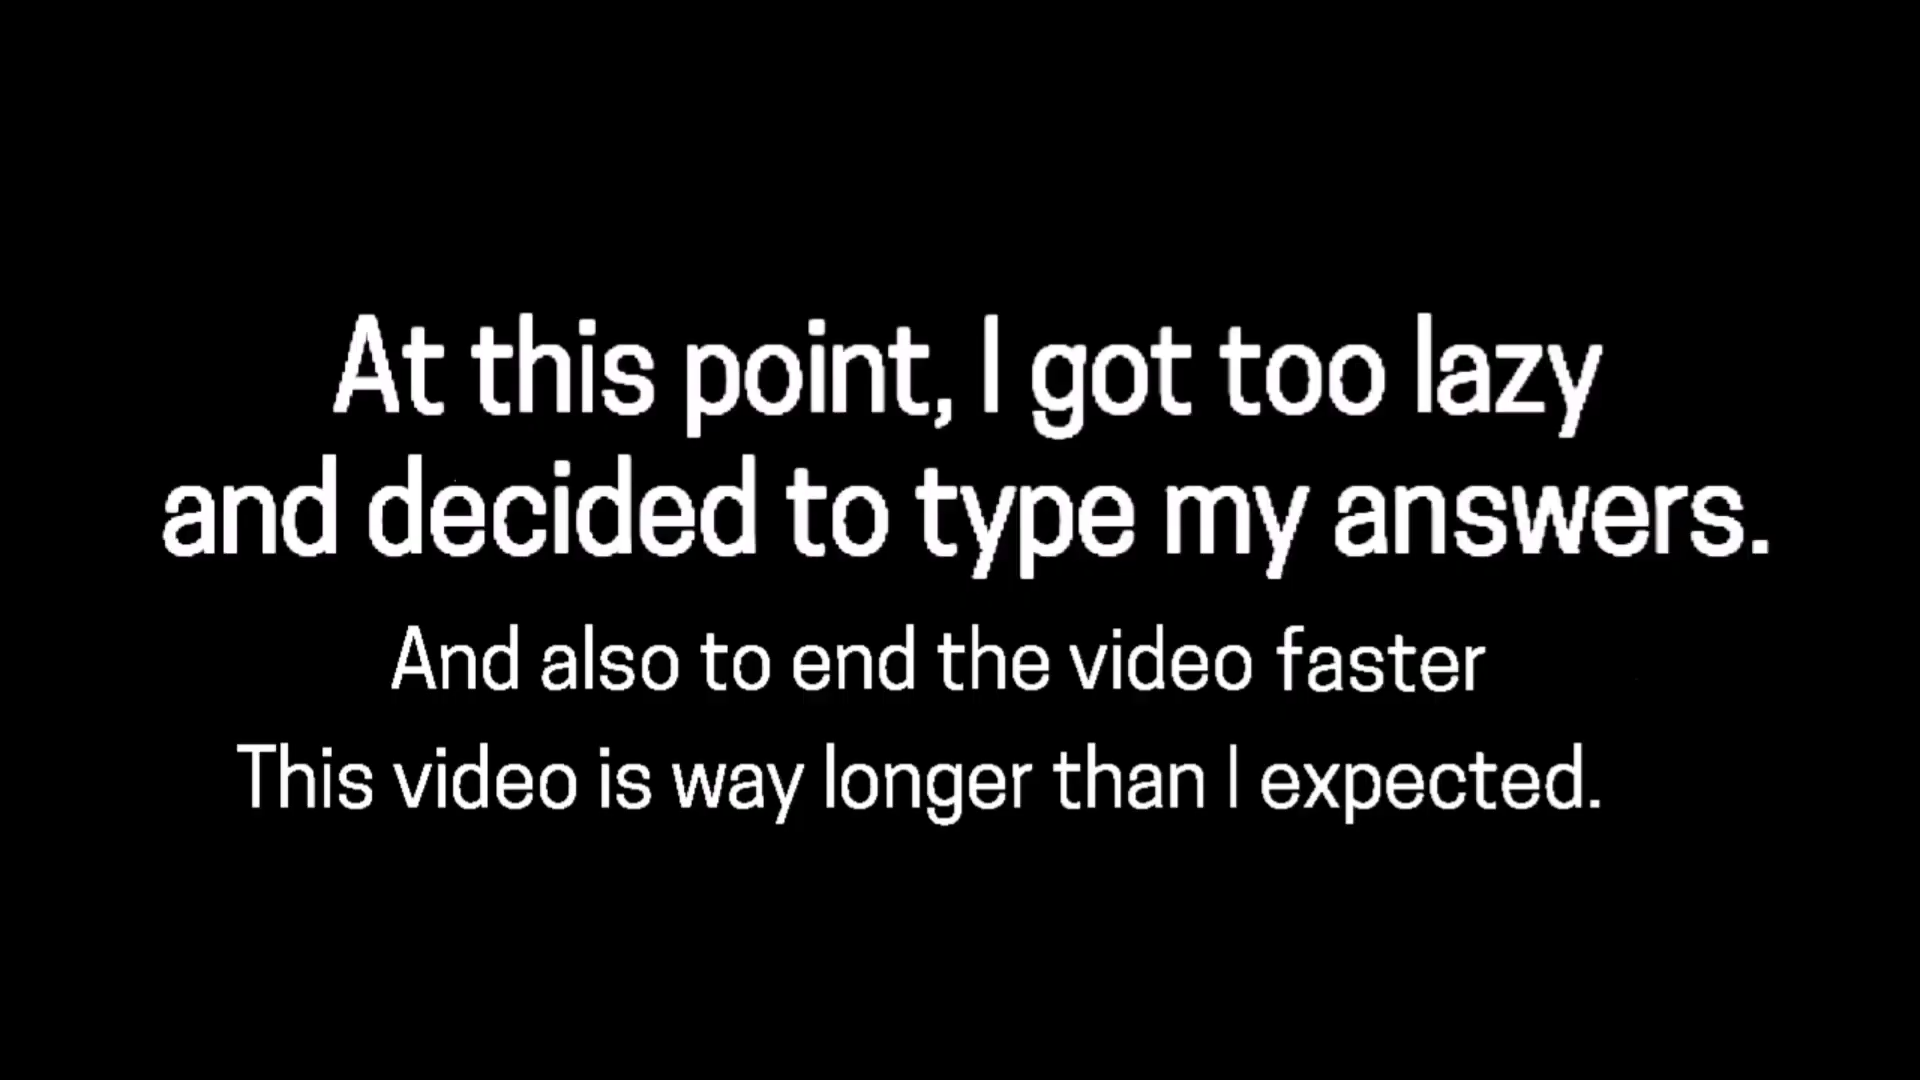 At this point, I got too lazy
and decided to type my answers.
And also to end the video faster
This video is way longer than I expected.